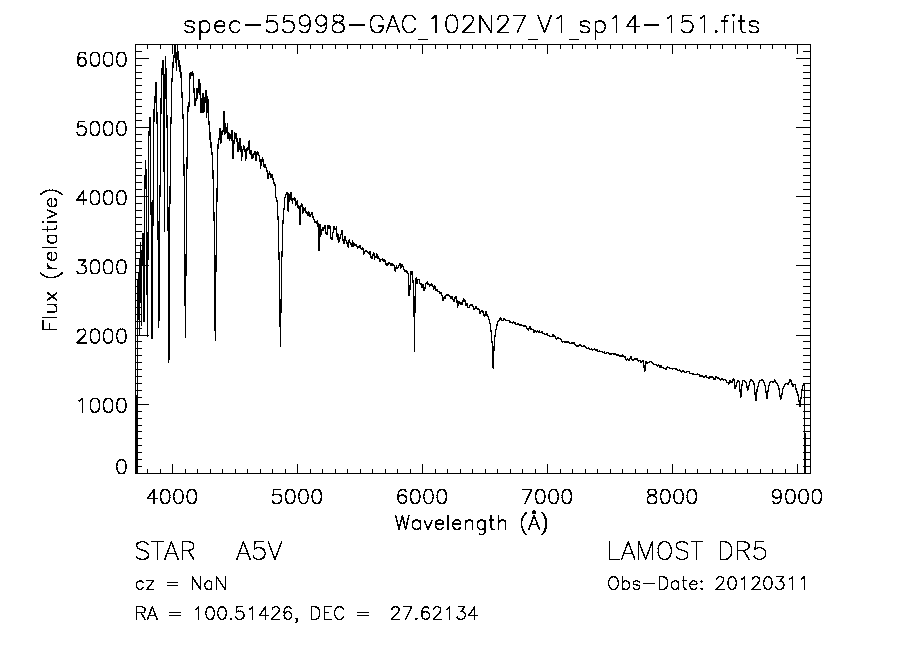 spec-55998-GAC_102N27_V1_sp14-151.fits
6000
5000
4000
3000
2000
1000
0
Flux (relative)
4000 5000 6000 7000 8000 9000
Wavelength (Å)
STAR A5V LAMOST DR5
cz = NaN Obs-Date: 20120311
RA = 100.51426, DEC = 27.62134